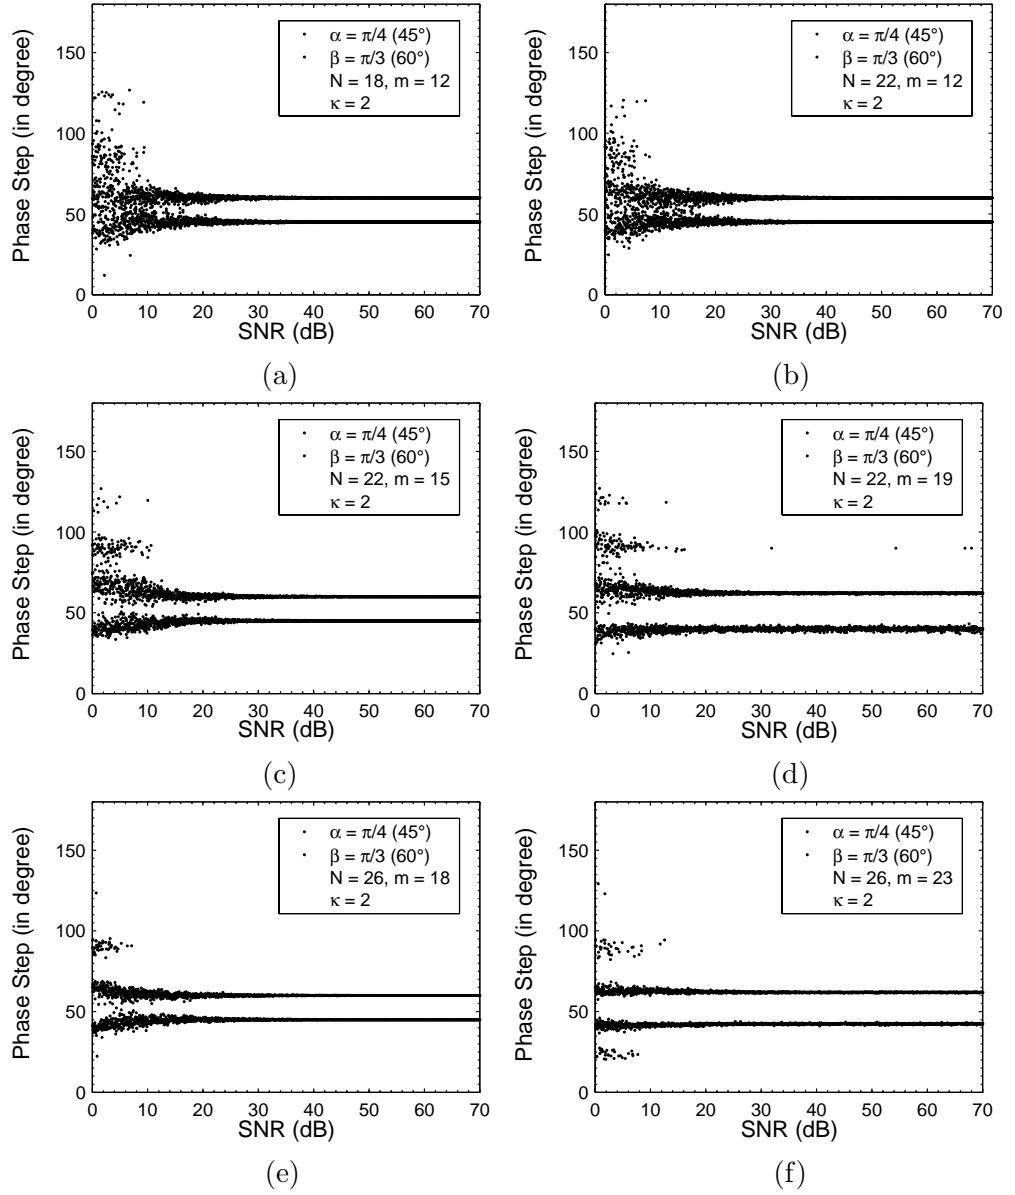 Phase Step (in degree)
150
100
50
0
0 10 20 30 40 50 60 70
SNR (dB)
α = π/4 (45°)
β = π/3 (60°)
N = 18, m = 12
κ = 2
(a)
Phase Step (in degree)
150
100
50
0
0 10 20 30 40 50 60 70
SNR (dB)
α = π/4 (45°)
β = π/3 (60°)
N = 22, m = 12
κ = 2
(b)
Phase Step (in degree)
150
100
50
0
0 10 20 30 40 50 60 70
SNR (dB)
α = π/4 (45°)
β = π/3 (60°)
N = 22, m = 15
κ = 2
(c)
Phase Step (in degree)
150
100
50
0
0 10 20 30 40 50 60 70
SNR (dB)
α = π/4 (45°)
β = π/3 (60°)
N = 22, m = 19
κ = 2
(d)
Phase Step (in degree)
150
100
50
0
0 10 20 30 40 50 60 70
SNR (dB)
α = π/4 (45°)
β = π/3 (60°)
N = 26, m = 18
κ = 2
(e)
Phase Step (in degree)
150
100
50
0
0 10 20 30 40 50 60 70
SNR (dB)
α = π/4 (45°)
β = π/3 (60°)
N = 26, m = 23
κ = 2
(f)